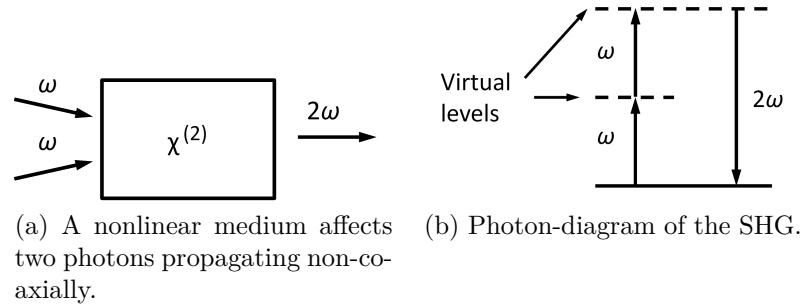 ω
ω
χ(2)
2ω
(a) A nonlinear medium affects
two photons propagating non-co-
axially.
Virtual
levels
ω
ω
2ω
(b) Photon-diagram of the SHG.